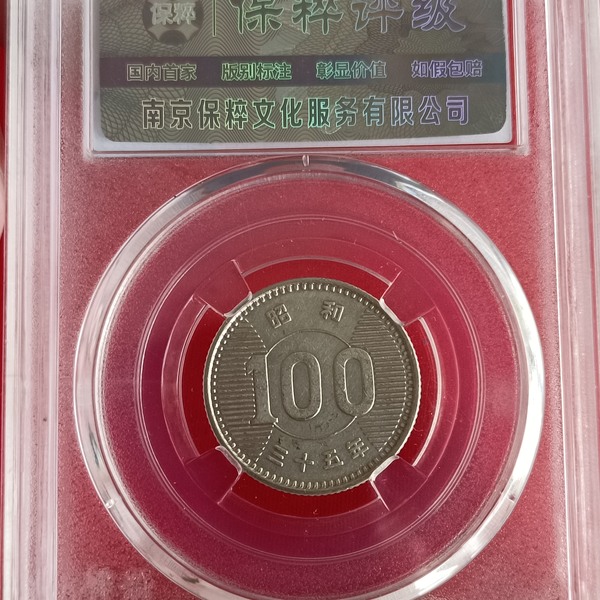 保粹 保粹评级
国内首家 版别标注 彰显价值 如假包赔
南京保粹文化服务有限公司
昭和
100
三十五年